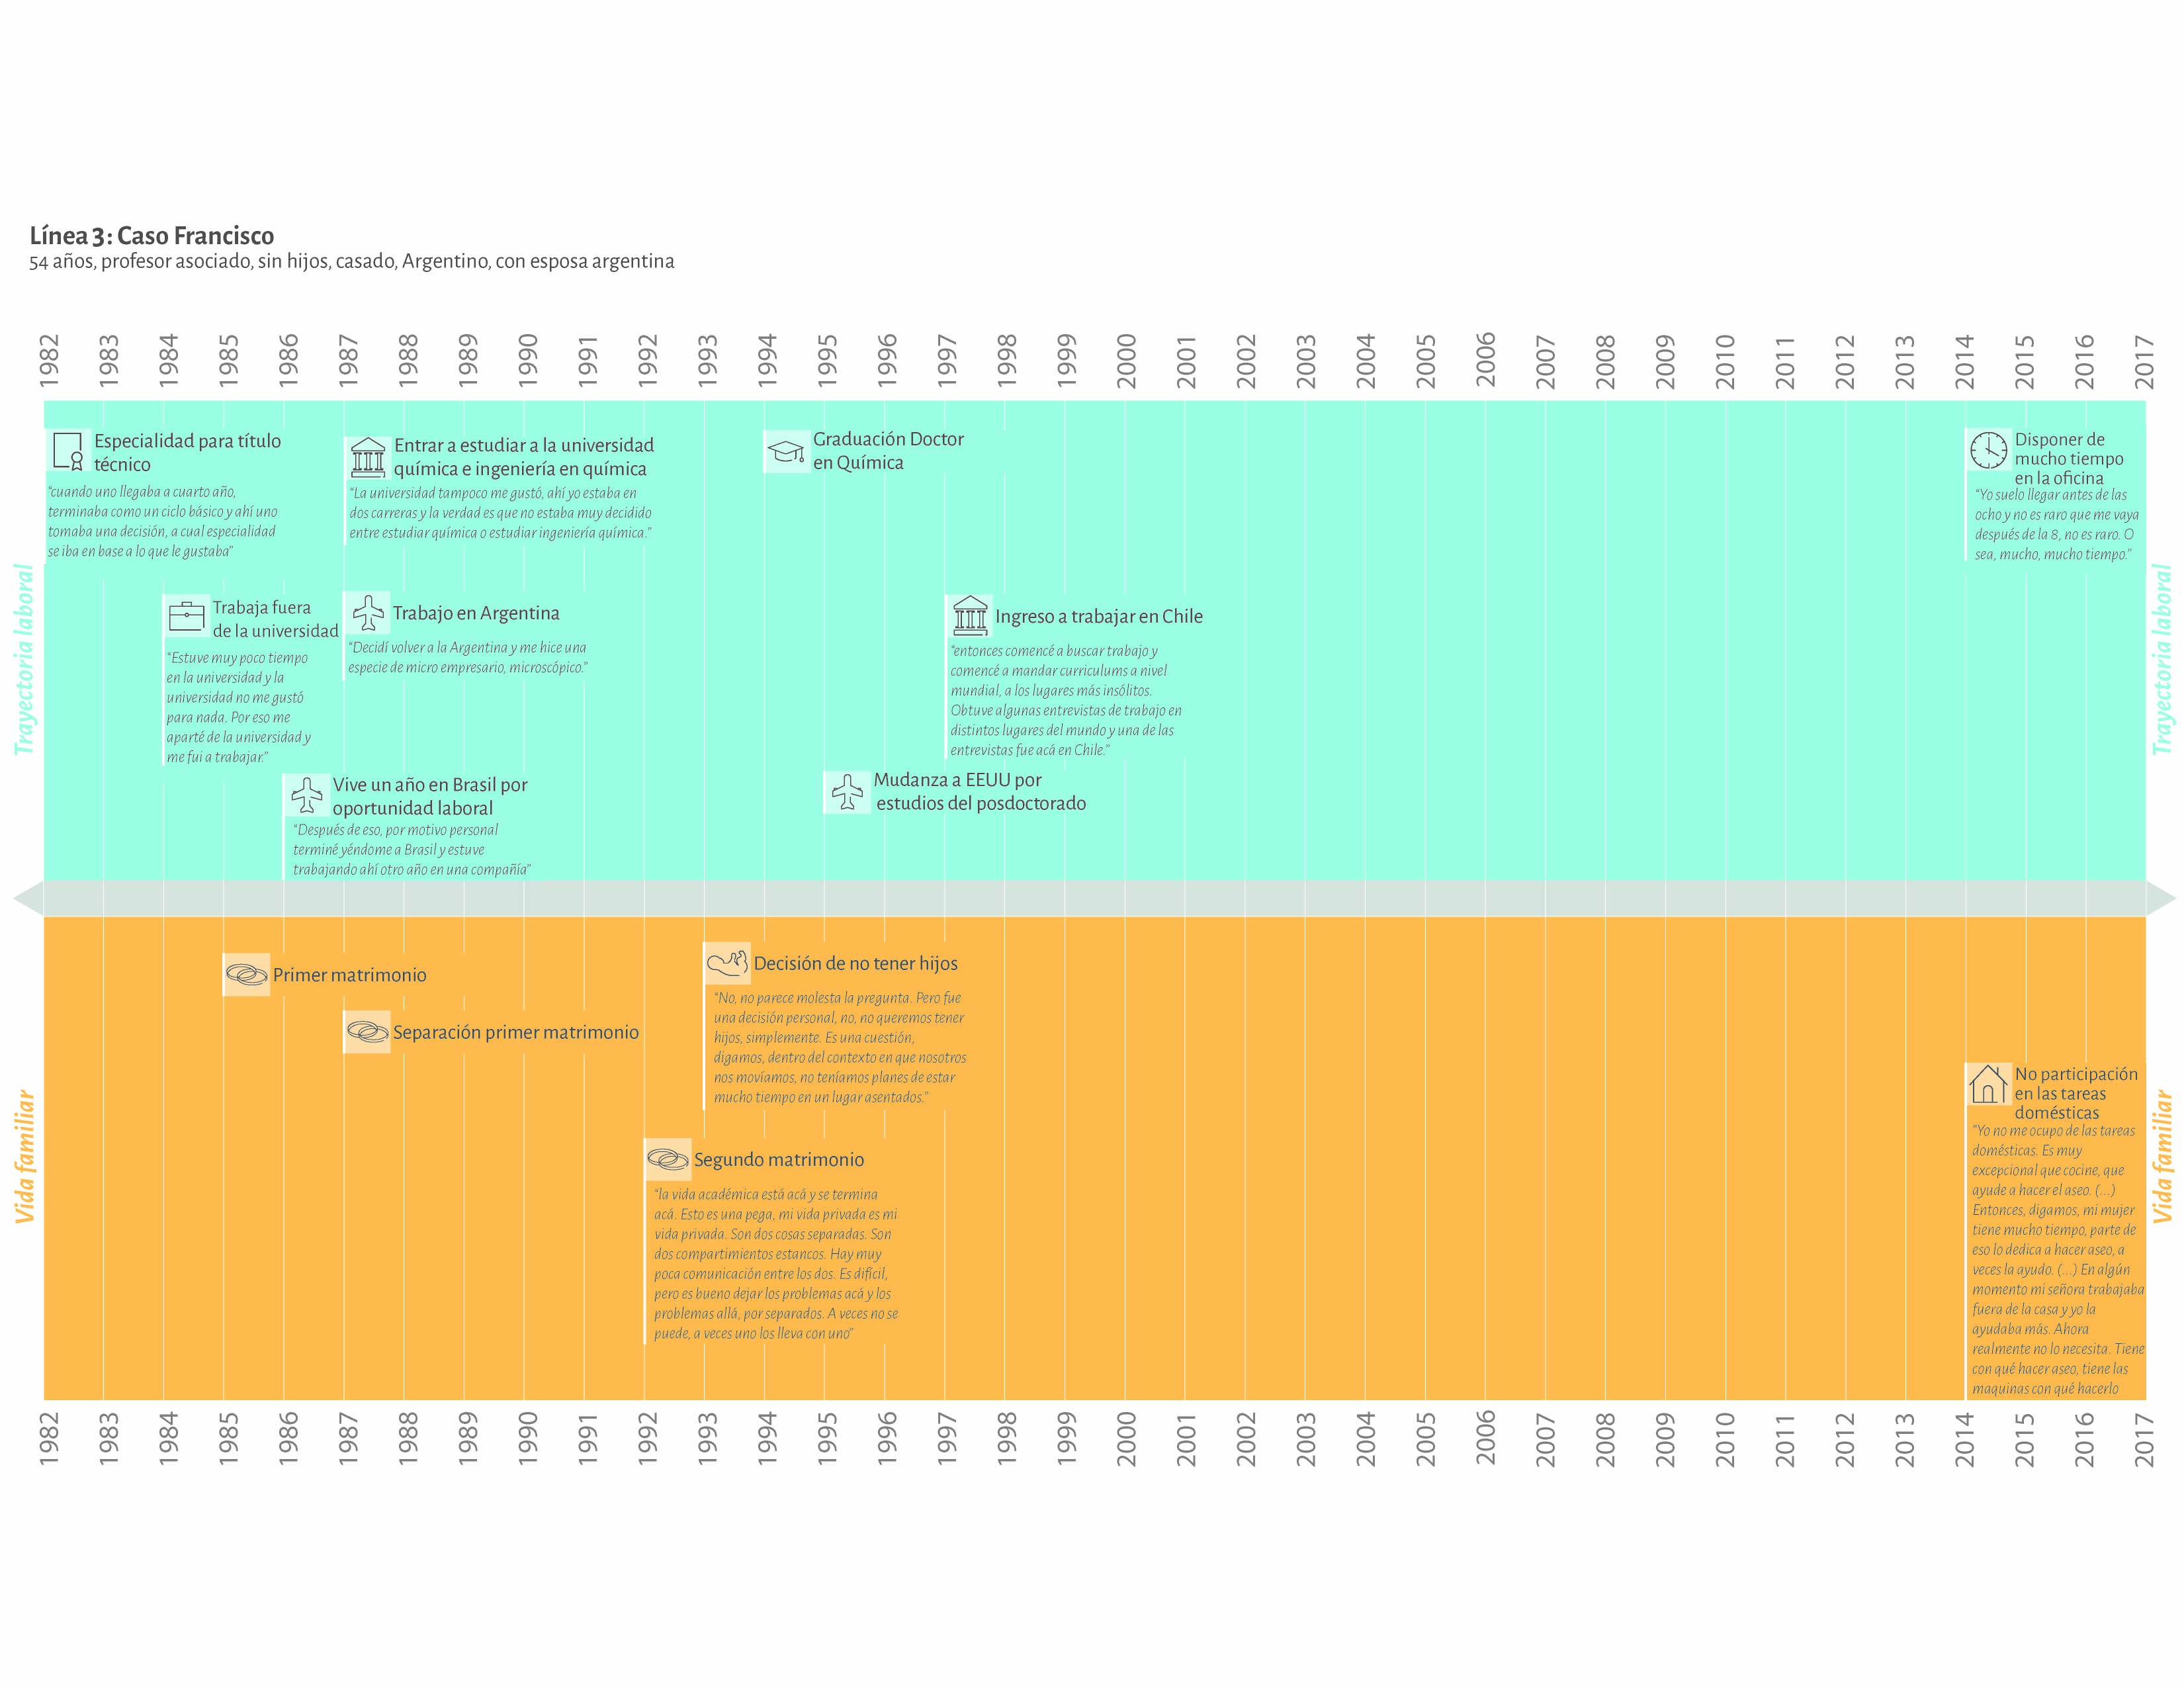 Línea 3: Caso Francisco
54 años, profesor asociado, sin hijos, casado, Argentino, con esposa argentina
1982 1983 1984 1985 1986 1987 1988 1989 1990 1991 1992 1993 1994 1995 1996 1997 1998 1999 2000 2001 2002 2003 2004 2005 2006 2007 2008 2009 2010 2011 2012 2013 2014 2015 2016 2017
Trayectoria laboral
Especialidad para título
técnico
“cuando uno llegaba a cuarto año,
terminaba como un ciclo básico y ahí uno
tomaba una decisión, a cual especialidad
se iba en base a lo que le gustaba”
Entrar a estudiar a la universidad
química e ingeniería en química
“La universidad tampoco me gustó, ahí yo estaba en
dos carreras y la verdad es que no estaba muy decidido
entre estudiar química o estudiar ingeniería química.”
Graduación Doctor
en Química
Disponer de
mucho tiempo
en la oficina
“Yo suelo llegar antes de las
ocho y no es raro que me vaya
después de la 8, no es raro. O
sea, mucho, mucho tiempo.”
Trabaja fuera
de la universidad
“Estuve muy poco tiempo
en la universidad y la
universidad no me gustó
para nada. Por eso me
aparté de la universidad y
me fui a trabajar.”
Trabajo en Argentina
“Decidí volver a la Argentina y me hice una
especie de micro empresario, microscópico.”
Ingreso a trabajar en Chile
“entonces comencé a buscar trabajo y
comencé a mandar curriculums a nivel
mundial, a los lugares más insólitos.
Obtuve algunas entrevistas de trabajo en
distintos lugares del mundo y una de las
entrevistas fue acá en Chile.”
Vive un año en Brasil por
oportunidad laboral
“Después de eso, por motivo personal
terminé yéndome a Brasil y estuve
trabajando ahí otro año en una compañía”
Mudanza a EEUU por
estudios del posdoctorado
Trayectoria laboral
Vida familiar
Primer matrimonio
Separación primer matrimonio
Decisión de no tener hijos
“No, no parece molesta la pregunta. Pero fue
una decisión personal, no, no queremos tener
hijos, simplemente. Es una cuestión,
digamos, dentro del contexto en que nosotros
nos movíamos, no teníamos planes de estar
mucho tiempo en un lugar asentados.”
Segundo matrimonio
“la vida académica está acá y se termina
acá. Esto es una pega, mi vida privada es mi
vida privada. Son dos cosas separadas. Son
dos compartimientos estancos. Hay muy
poca comunicación entre los dos. Es difícil,
pero es bueno dejar los problemas acá y los
problemas allá, por separados. A veces no se
puede, a veces uno los lleva con uno”
No participación
en las tareas
domésticas
“Yo no me ocupo de las tareas
domésticas. Es muy
excepcional que cocine, que
ayude a hacer el aseo. (...)
Entonces, digamos, mi mujer
tiene mucho tiempo, parte de
eso lo dedica a hacer aseo, a
veces la ayudo. (...) En algún
momento mi señora trabajaba
fuera de la casa y yo la
ayudaba más. Ahora
realmente no lo necesita. Tiene
con qué hacer aseo, tiene las
maquinas con qué hacerlo
Vida familiar
1982 1983 1984 1985 1986 1987 1988 1989 1990 1991 1992 1993 1994 1995 1996 1997 1998 1999 2000 2001 2002 2003 2004 2005 2006 2007 2008 2009 2010 2011 2012 2013 2014 2015 2016 2017